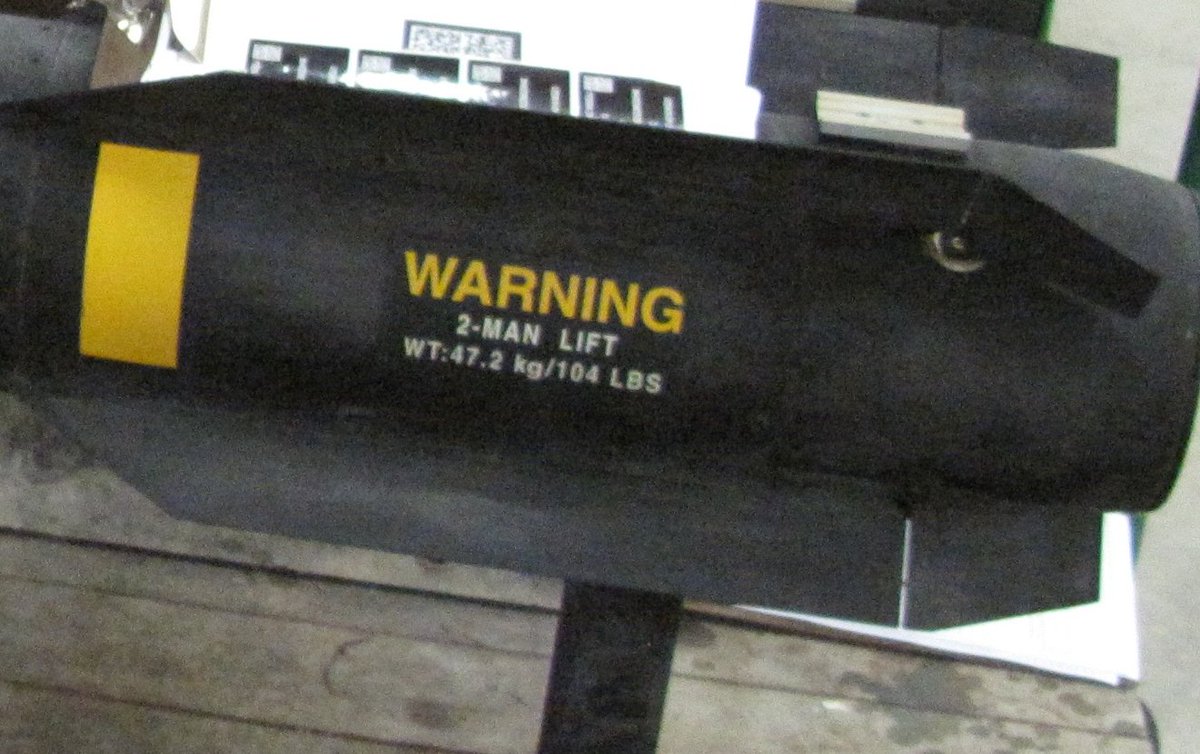 WARNING
2-MAN LIFT
WT:47.2 kg/104 LBS